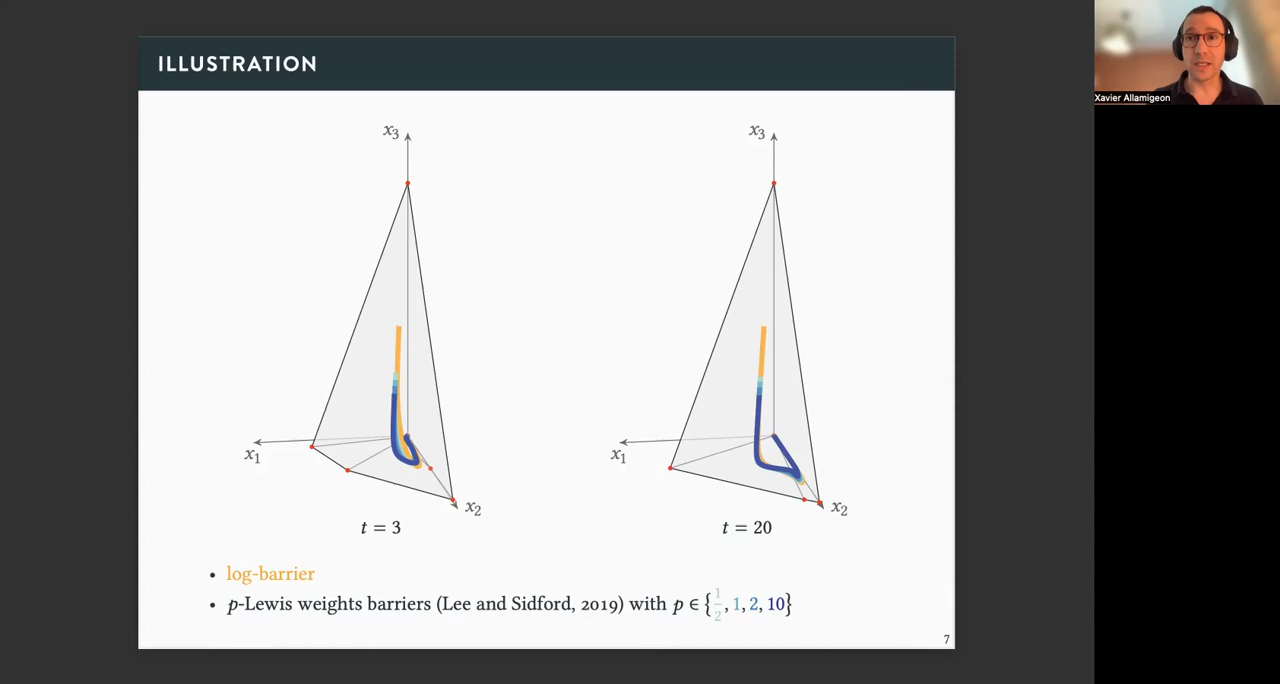 ILLUSTRATION
Xavier Allamigeon
x₃
x₃
x₁
x₂
x₁
x₂
t = 3
t = 20
• log-barrier
• p-Lewis weights barriers (Lee and Sidford, 2019) with p ∈ {1/2, 1, 2, 10}
7